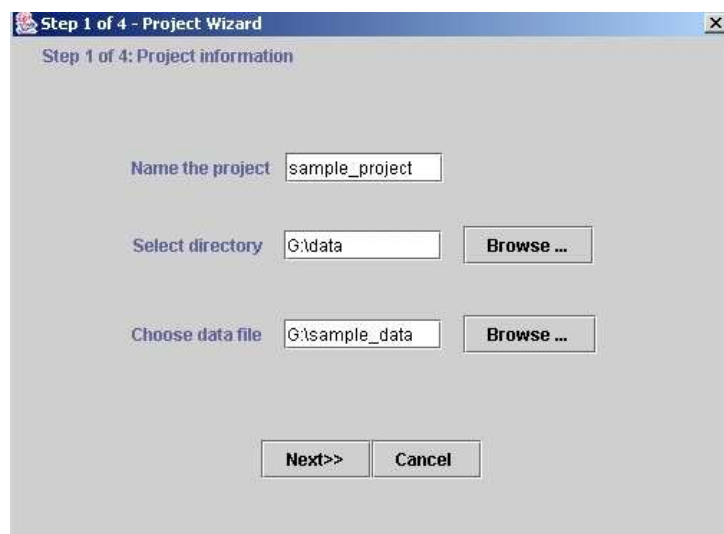 Step 1 of 4 - Project Wizard
Step 1 of 4: Project information
Name the project sample_project
Select directory G:\data Browse ...
Choose data file G:\sample_data Browse ...
Next>> Cancel